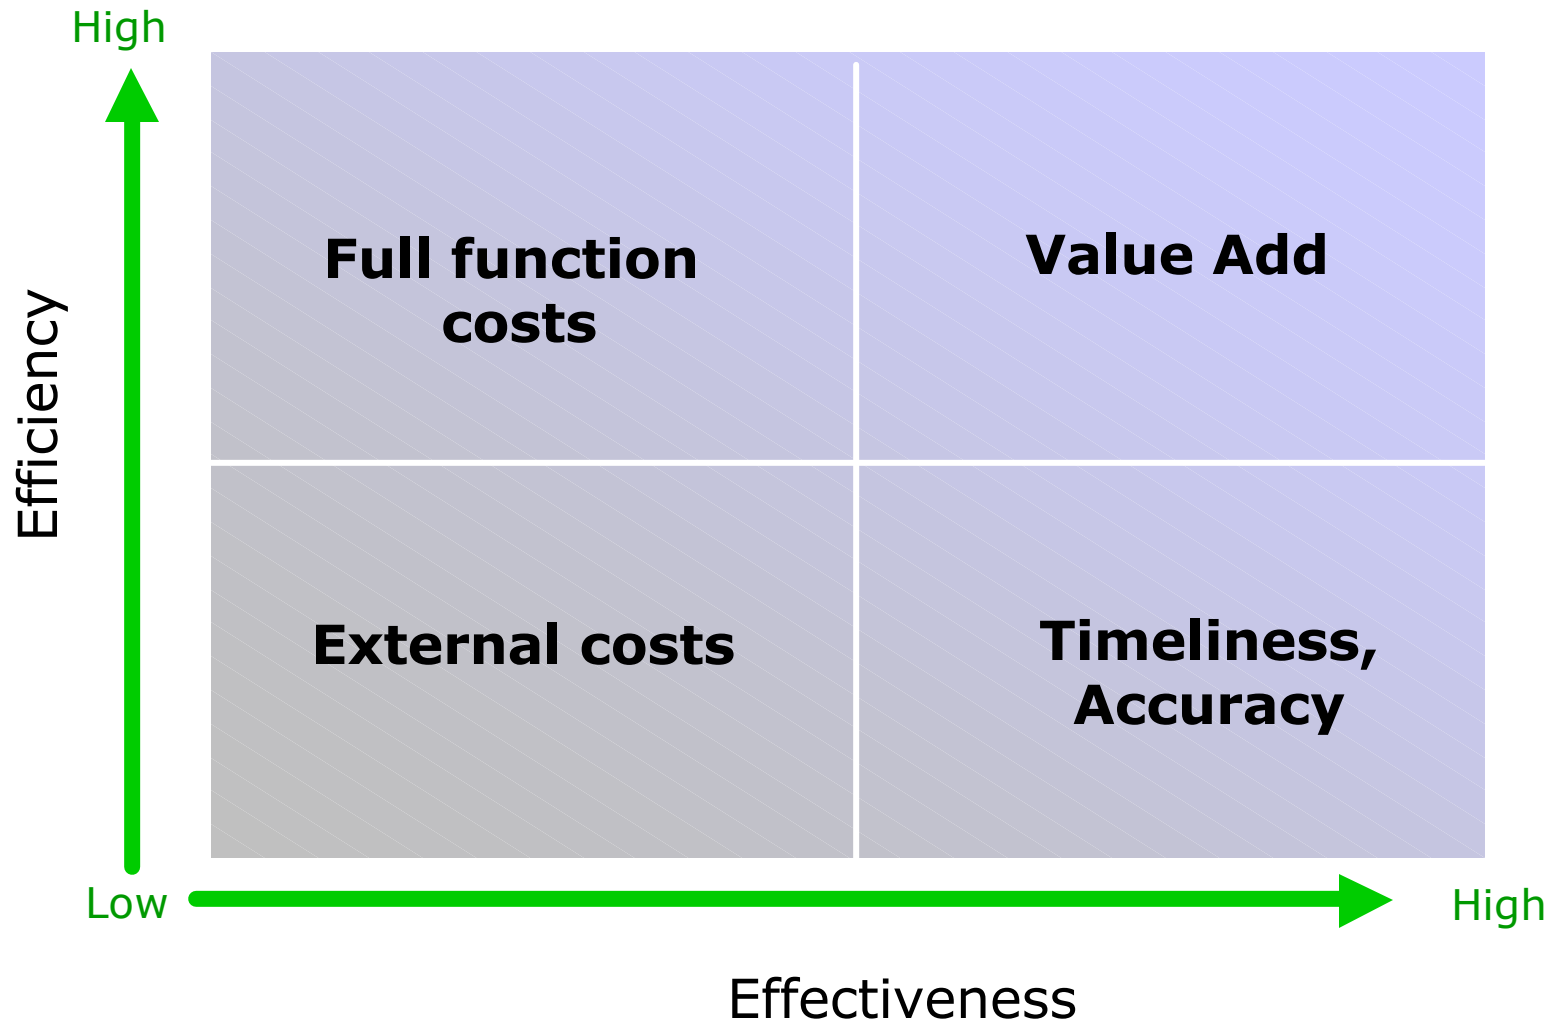 High
Efficiency
Full function
costs
Value Add
External costs
Timeliness,
Accuracy
Low
High
Effectiveness